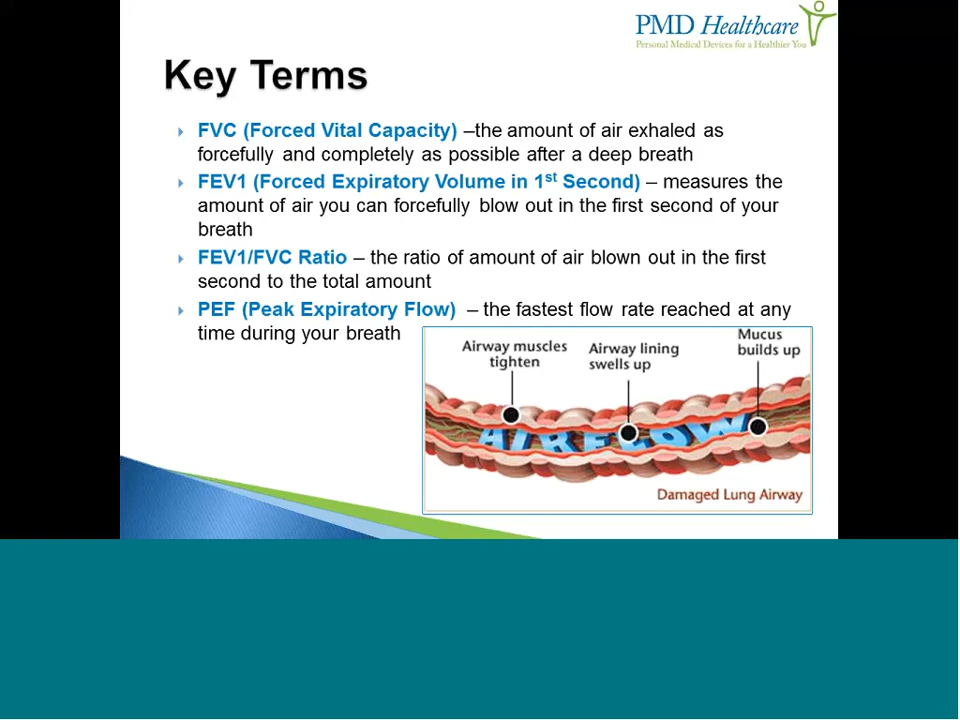 PMD Healthcare
Personal Medical Devices for a Healthier You
Key Terms
FVC (Forced Vital Capacity) –the amount of air exhaled as
forcefully and completely as possible after a deep breath
FEV1 (Forced Expiratory Volume in 1st Second) – measures the
amount of air you can forcefully blow out in the first second of your
breath
FEV1/FVC Ratio – the ratio of amount of air blown out in the first
second to the total amount
PEF (Peak Expiratory Flow) – the fastest flow rate reached at any
time during your breath
Airway muscles
tighten
Airway lining
swells up
Mucus
builds up
AIRFLOW
Damaged Lung Airway